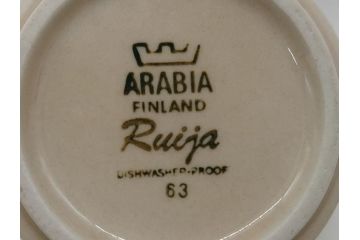 ARABIA
FINLAND
Ruija
DISHWASHER-PROOF
63